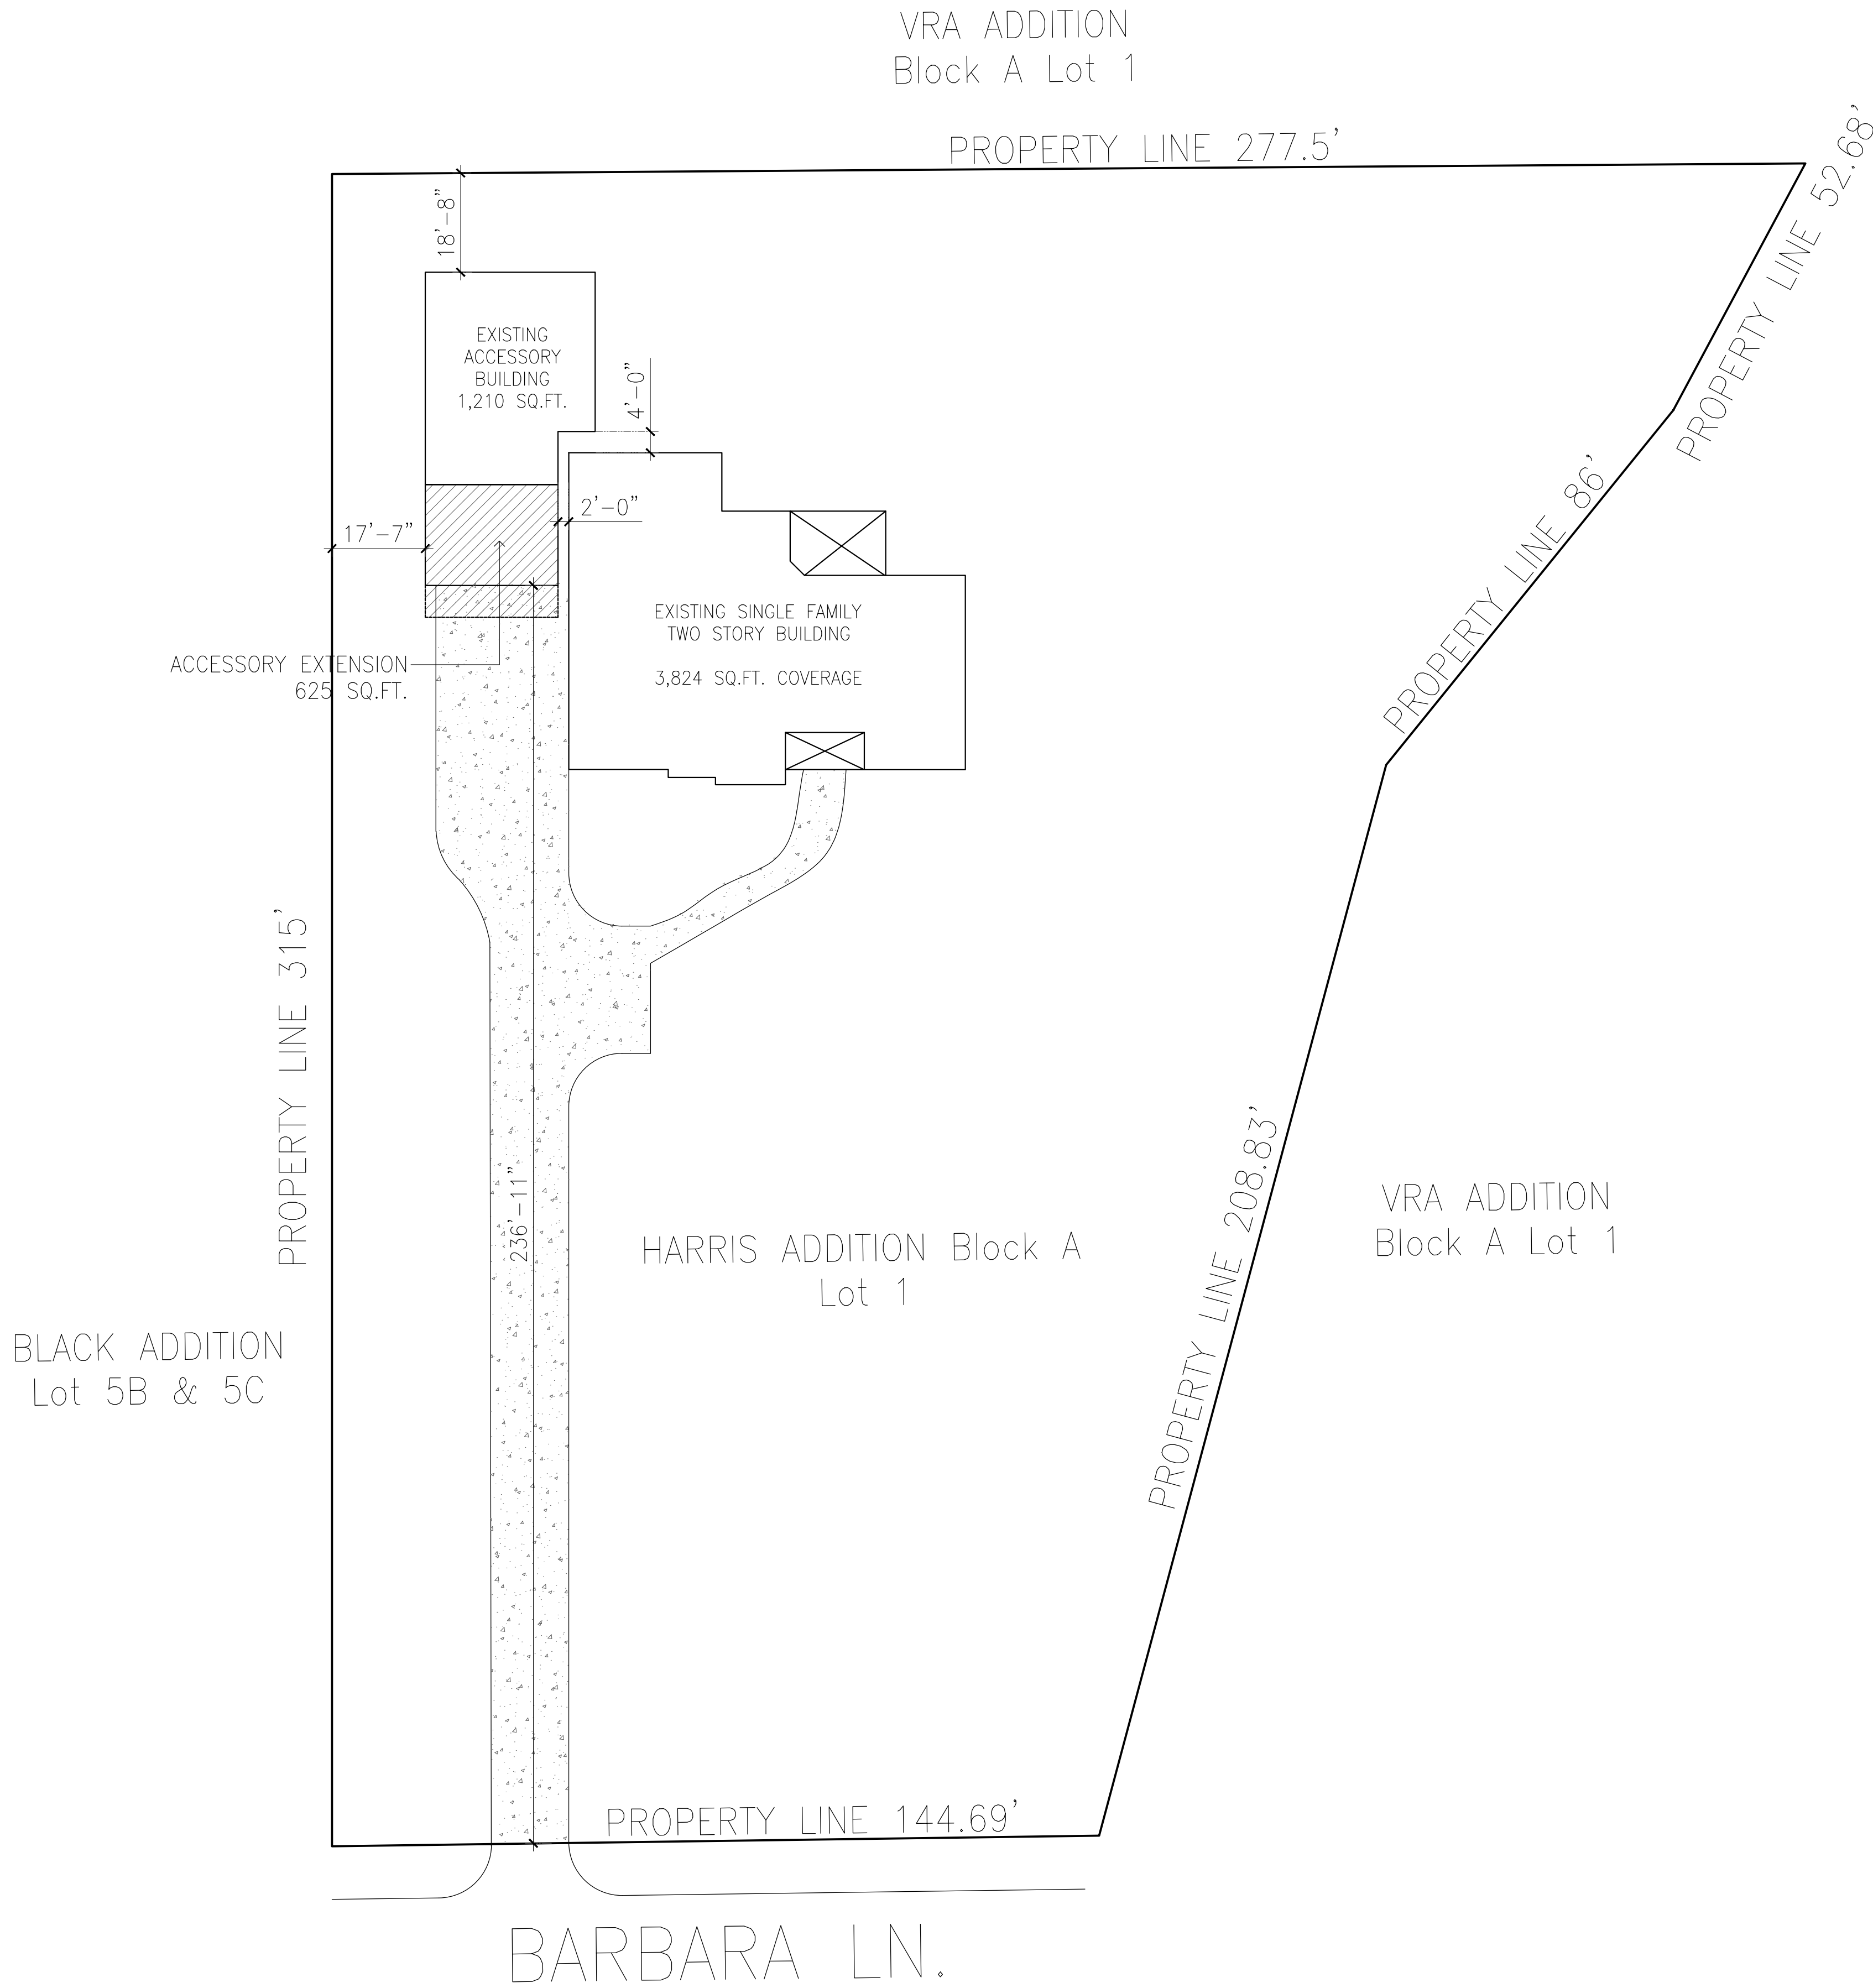 VRA ADDITION
Block A Lot 1
PROPERTY LINE 277.5'
PROPERTY LINE 52.68'
18'-8"
EXISTING
ACCESSORY
BUILDING
1,210 SQ.FT.
4'-0"
2'-0"
17'-7"
PROPERTY LINE 86'
EXISTING SINGLE FAMILY
TWO STORY BUILDING
3,824 SQ.FT. COVERAGE
ACCESSORY EXTENSION
625 SQ.FT.
PROPERTY LINE 315'
236'-11"
PROPERTY LINE 208.83'
VRA ADDITION
Block A Lot 1
HARRIS ADDITION Block A
Lot 1
BLACK ADDITION
Lot 5B & 5C
PROPERTY LINE 144.69'
BARBARA LN.